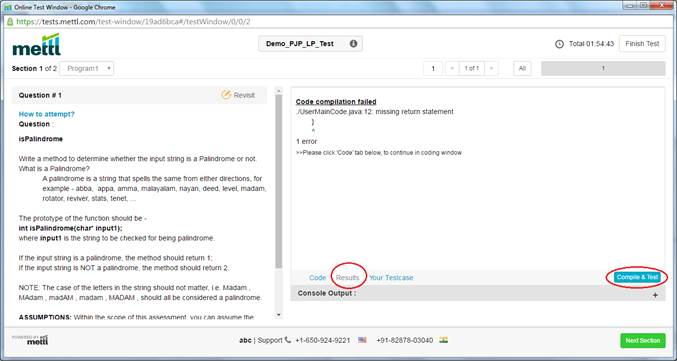 Online Test Window - Google Chrome
https://tests.mettl.com/test-window/19ad6bca#/testWindow/0/0/2
mettl
Demo_PJP_LP_Test
Total 01:54:43
Finish Test
Section 1 of 2
Program1
1
«
1 of 1
»
All
1
Question # 1
Revisit
How to attempt?
Question :
isPalindrome
Write a method to determine whether the input string is a Palindrome or not.
What is a Palindrome?
A palindrome is a string that spells the same from either directions, for
example - abba, appa, amma, malayalam, nayan, deed, level, madam,
rotator, reviver, stats, tenet, ...
The prototype of the function should be -
int isPalindrome(char* input1);
where input1 is the string to be checked for being palindrome.
If the input string is a palindrome, the method should return 1;
If the input string is NOT a palindrome, the method should return 2.
NOTE: The case of the letters in the string should not matter, i.e. Madam ,
MAdam , madAM , madam , MADAM , should all be considered a palindrome.
ASSUMPTIONS: Within the scope of this assessment, you can assume the
Code compilation failed
./UserMainCode.java:12: missing return statement
}
^
1 error
>>Please click 'Code' tab below, to continue in coding window
Code
Results
Your Testcase
Compile & Test
Console Output :
+
POWERED BY
mettl
abc | Support +1-650-924-9221 +91-82878-03040
Next Section